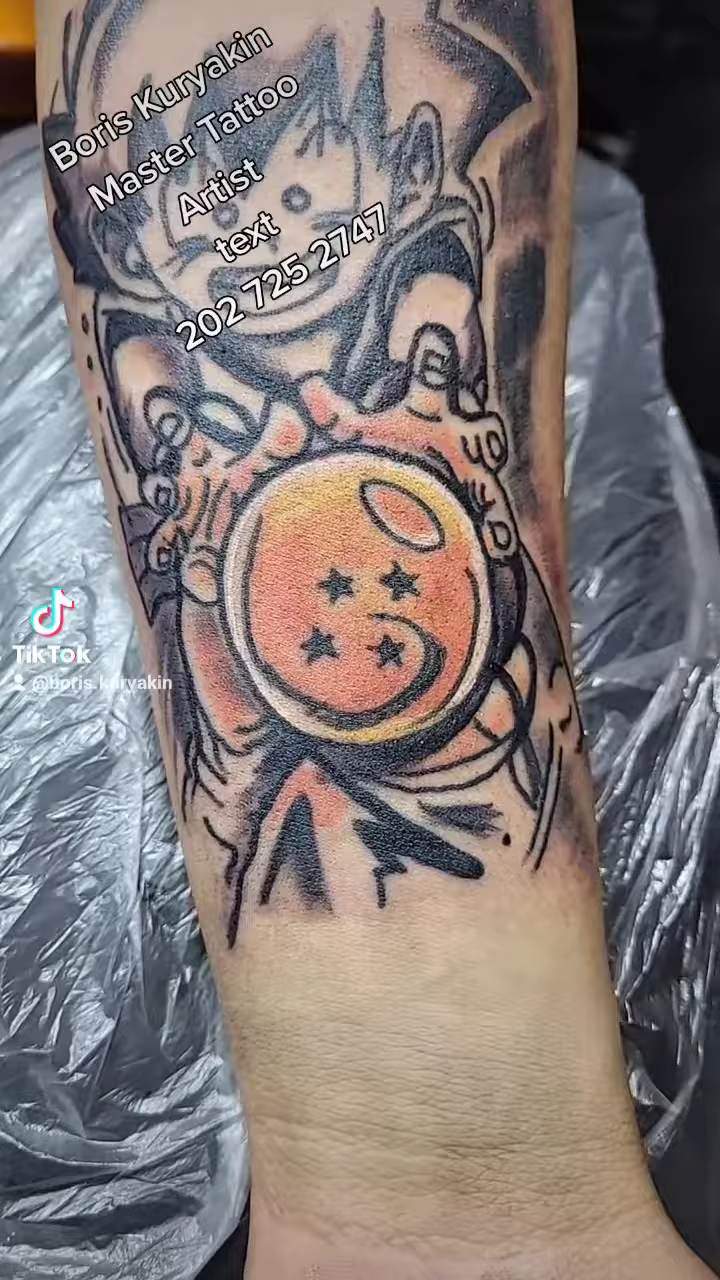 Boris Kuryakin
Master Tattoo
Artist
text
202 725 2747
TikTok
@boris.kuryakin